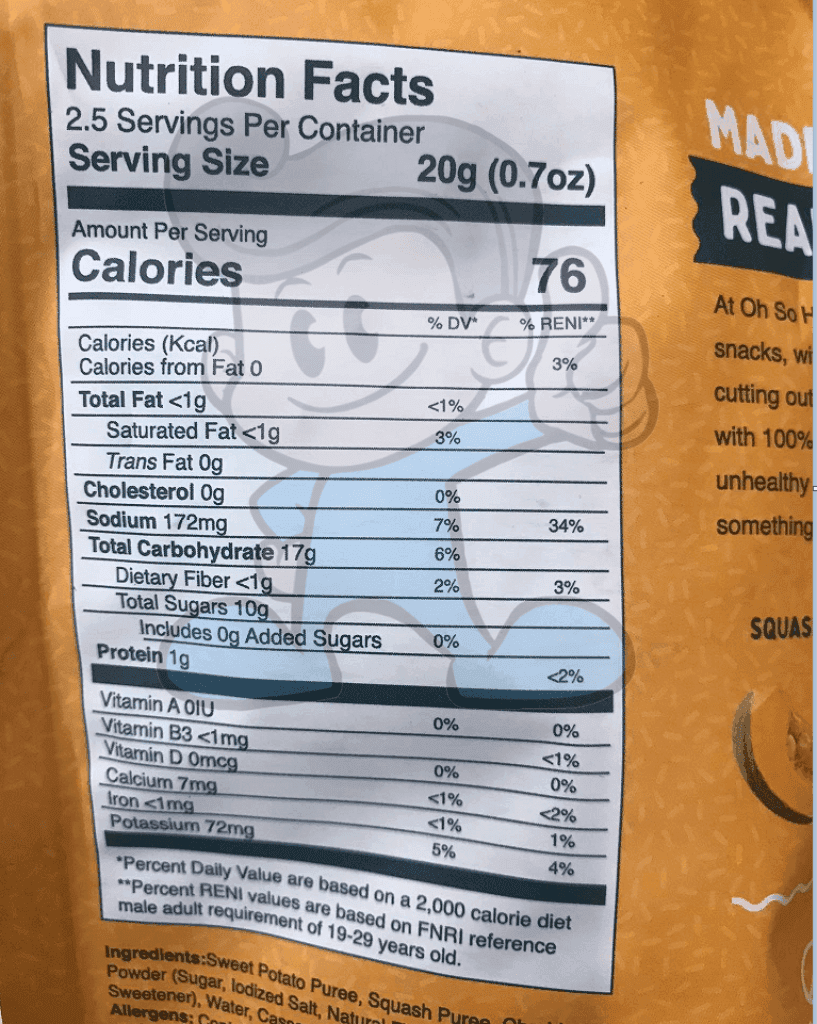 Nutrition Facts
2.5 Servings Per Container
Serving Size 20g (0.7oz)
Amount Per Serving
Calories 76
% DV* % RENI**
Calories (Kcal)
Calories from Fat 0 3%
Total Fat <1g <1%
Saturated Fat <1g 3%
Trans Fat 0g
Cholesterol 0g 0%
Sodium 172mg 7% 34%
Total Carbohydrate 17g 6%
Dietary Fiber <1g 2% 3%
Total Sugars 10g
Includes 0g Added Sugars 0%
Protein 1g <2%
Vitamin A 0IU 0% 0%
Vitamin B3 <1mg <1%
Vitamin D 0mcg 0% 0%
Calcium 7mg <1% <2%
Iron <1mg <1% 1%
Potassium 72mg 5% 4%
*Percent Daily Value are based on a 2,000 calorie diet
**Percent RENI values are based on FNRI reference
male adult requirement of 19-29 years old.
Ingredients:Sweet Potato Puree, Squash Puree,
Powder (Sugar, Iodized Salt,
Sweetener), Water,
Allergens:
At Oh So
snacks,
cutting out
with 100%
unhealthy
something